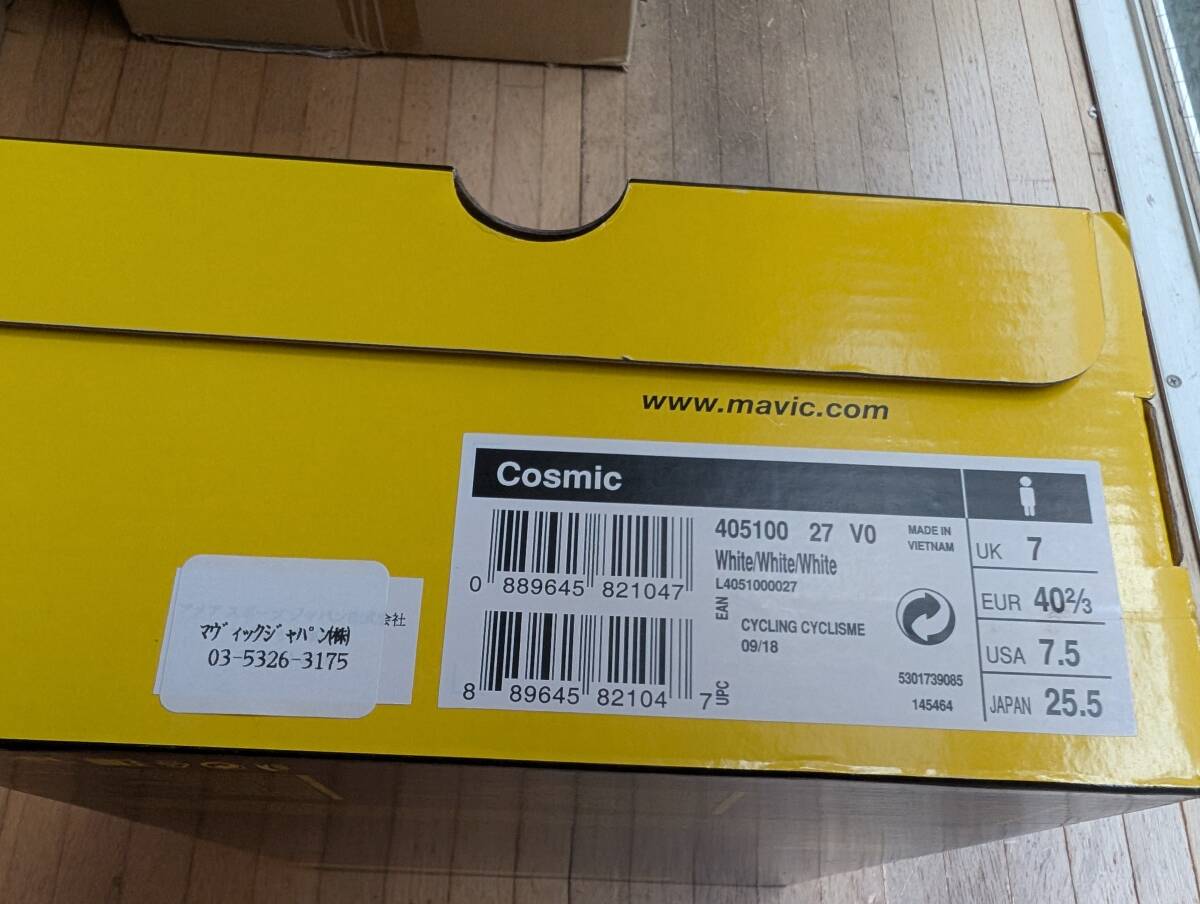 www.mavic.com
Cosmic
405100 27 V0
White/White/White
L4051000027
MADE IN
VIETNAM
0 889645 821047
EAN
CYCLING CYCLISME
09/18
8 89645 82104 7
UPC
5301739085
145464
UK 7
EUR 40⅔
USA 7.5
JAPAN 25.5
会社
マヴィックジャパン㈱
03-5326-3175